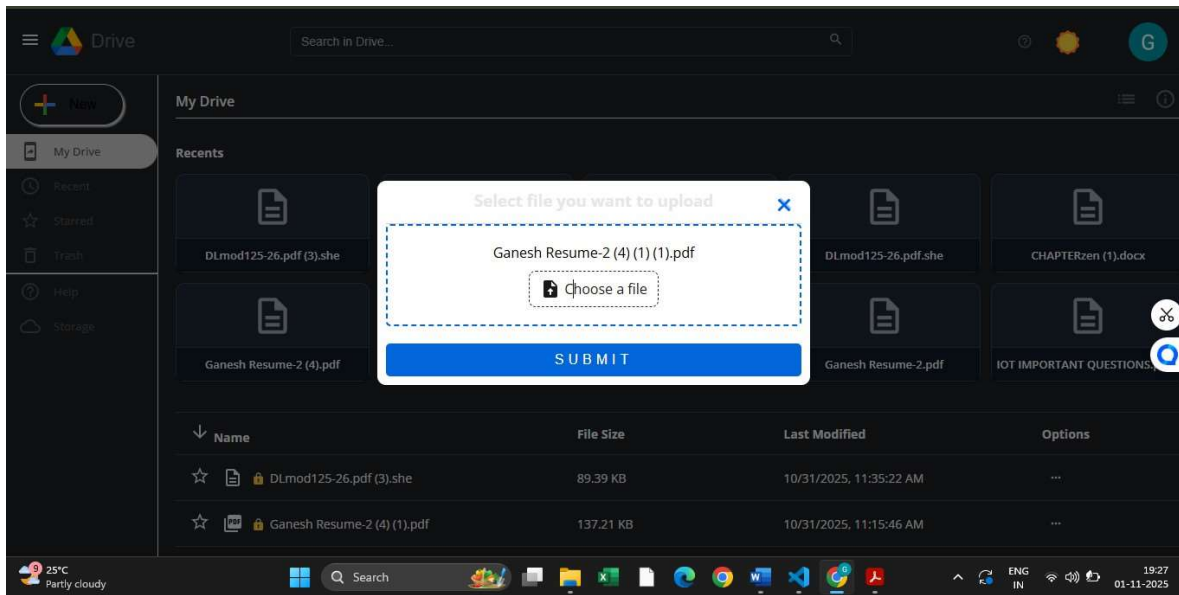 Drive
Search in Drive...
G
New
My Drive
My Drive
Recent
Recents
Starred
Select file you want to upload
Trash
DLmod125-26.pdf (3).she
Ganesh Resume-2 (4) (1) (1).pdf
DLmod125-26.pdf.she
CHAPTERzen (1).docx
Choose a file
Help
Storage
Ganesh Resume-2 (4).pdf
SUBMIT
Ganesh Resume-2.pdf
IOT IMPORTANT QUESTIONS.
Name File Size Last Modified Options
DLmod125-26.pdf (3).she 89.39 KB 10/31/2025, 11:35:22 AM
PDF Ganesh Resume-2 (4) (1).pdf 137.21 KB 10/31/2025, 11:15:46 AM
9 25°C
Partly cloudy
Search
ENG
IN
19:27
01-11-2025